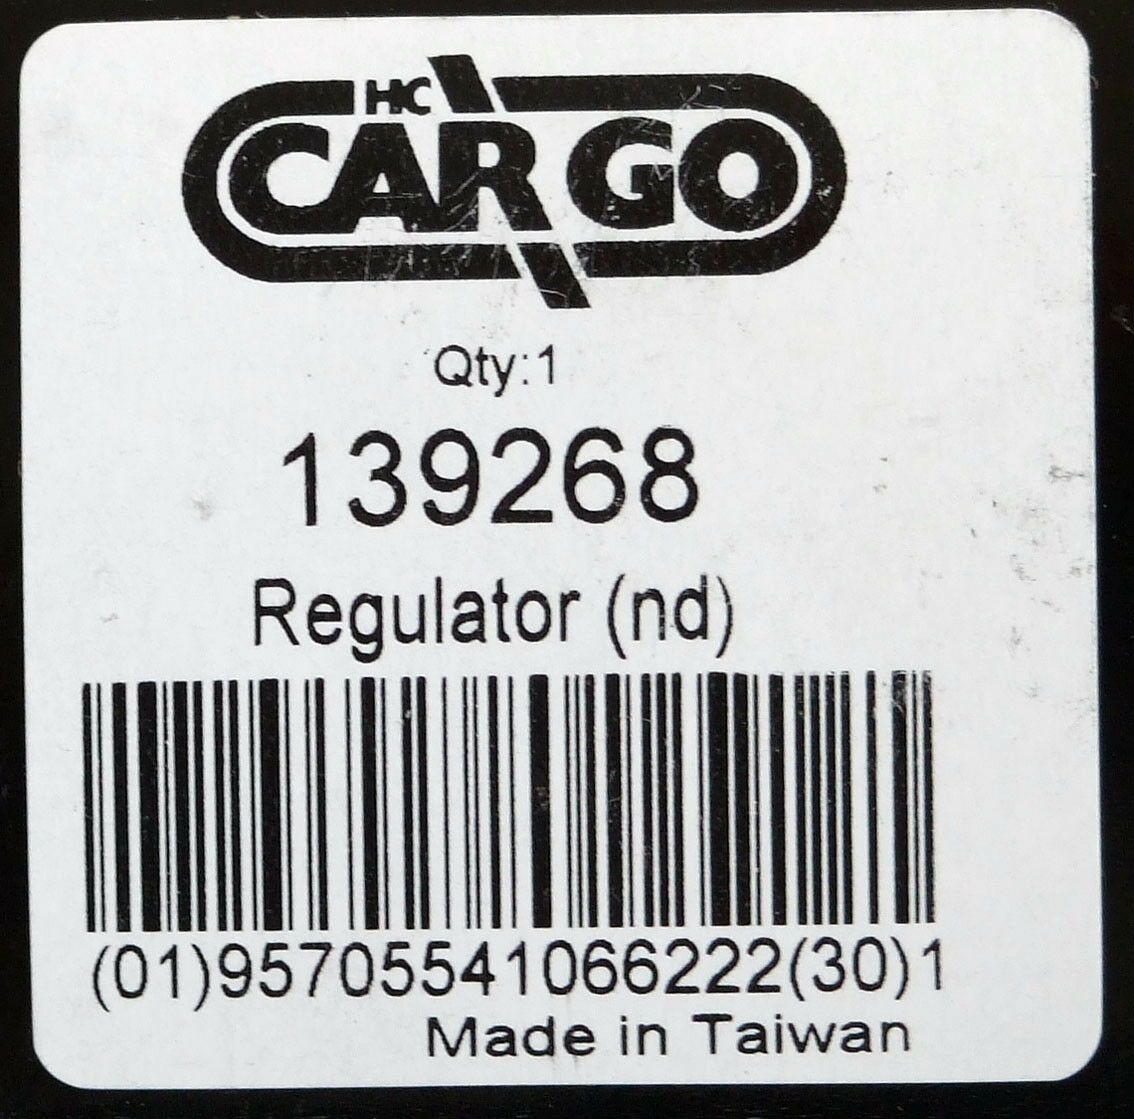 HC
CARGO
Qty:1
139268
Regulator (nd)
(01)95705541066222(30)1
Made in Taiwan